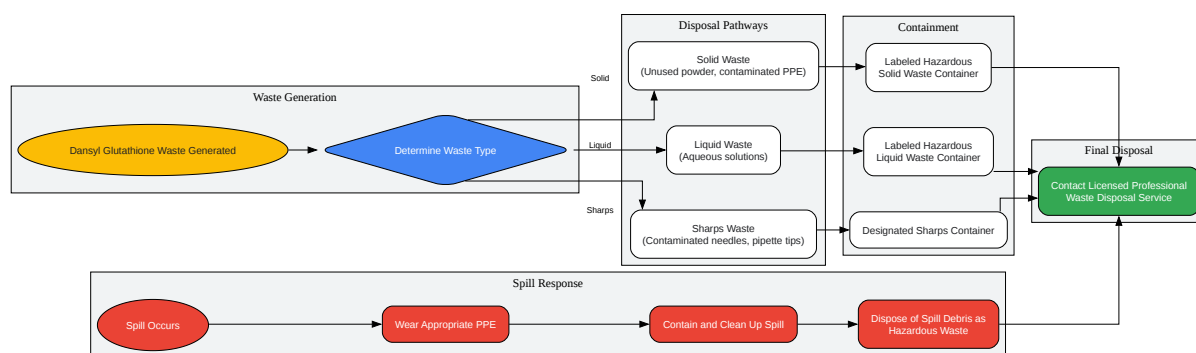 Disposal Pathways
Containment
Solid Waste
(Unused powder, contaminated PPE)
Labeled Hazardous
Solid Waste Container
Solid
Waste Generation
Dansyl Glutathione Waste Generated
Determine Waste Type
Liquid
Liquid Waste
(Aqueous solutions)
Labeled Hazardous
Liquid Waste Container
Final Disposal
Contact Licensed Professional
Waste Disposal Service
Sharps
Sharps Waste
(Contaminated needles, pipette tips)
Designated Sharps Container
Spill Response
Spill Occurs
Wear Appropriate PPE
Contain and Clean Up Spill
Dispose of Spill Debris as
Hazardous Waste